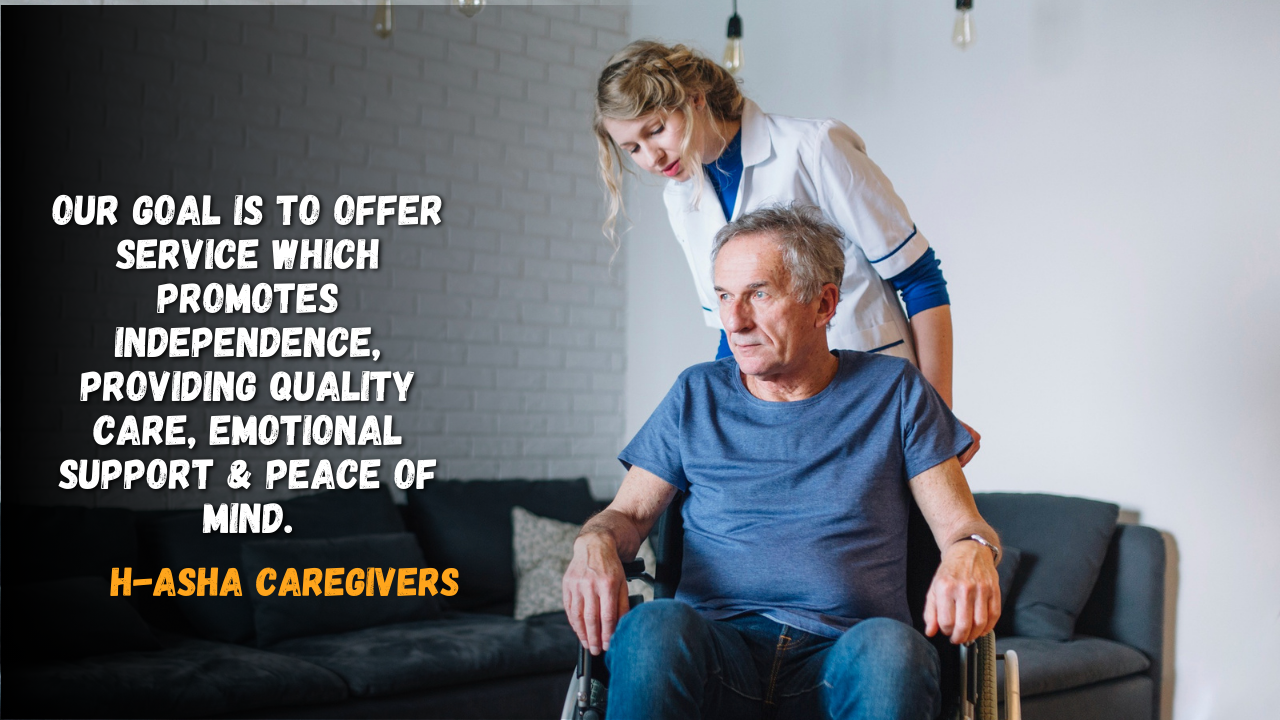 OUR GOAL IS TO OFFER
SERVICE WHICH
PROMOTES
INDEPENDENCE,
PROVIDING QUALITY
CARE, EMOTIONAL
SUPPORT & PEACE OF
MIND.
H-ASHA CAREGIVERS